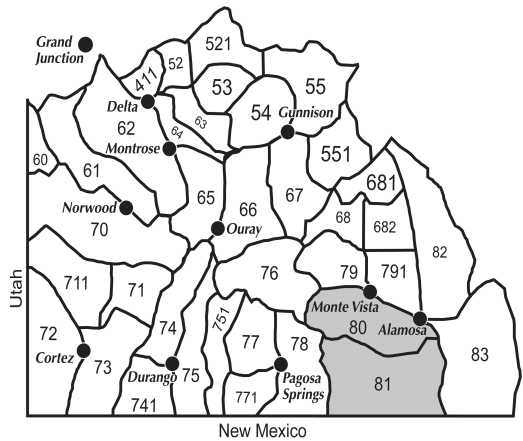 Grand
Junction
521
52
411
53
55
Delta
54
Gunnison
63
62
64
Montrose
551
60
61
681
65
67
Norwood
66
68
70
Ouray
682
82
76
79
791
711
71
Utah
Monte Vista
751
72
74
80
Alamosa
77
78
Cortez
83
73
Durango
75
Pagosa
Springs
81
741
771
New Mexico